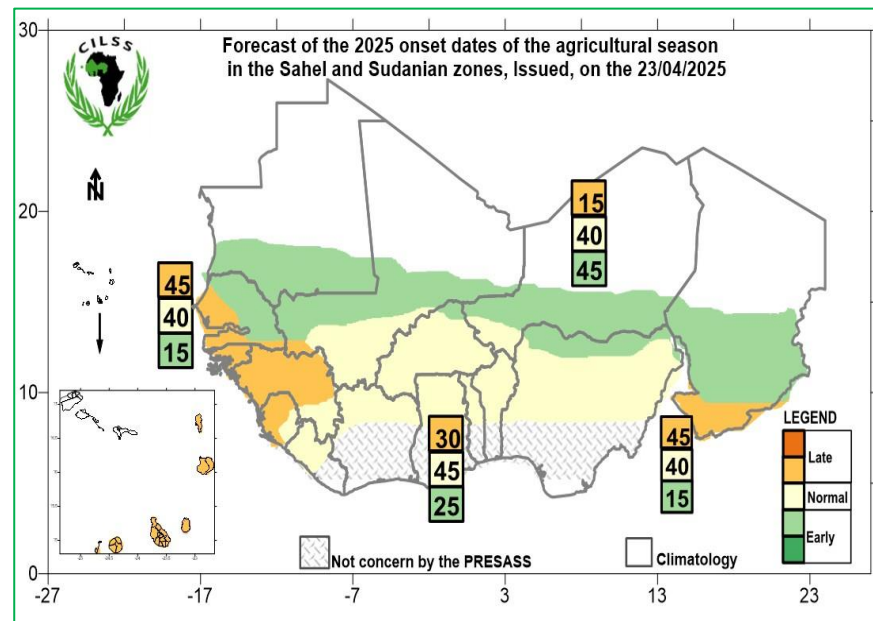 30
CILSS
Forecast of the 2025 onset dates of the agricultural season
in the Sahel and Sudanian zones, Issued, on the 23/04/2025
N
20
15
40
45
45
40
15
10
30
45
25
45
40
15
LEGEND
Late
Normal
Early
Not concern by the PRESASS
Climatology
0
-27
-17
-7
3
13
23